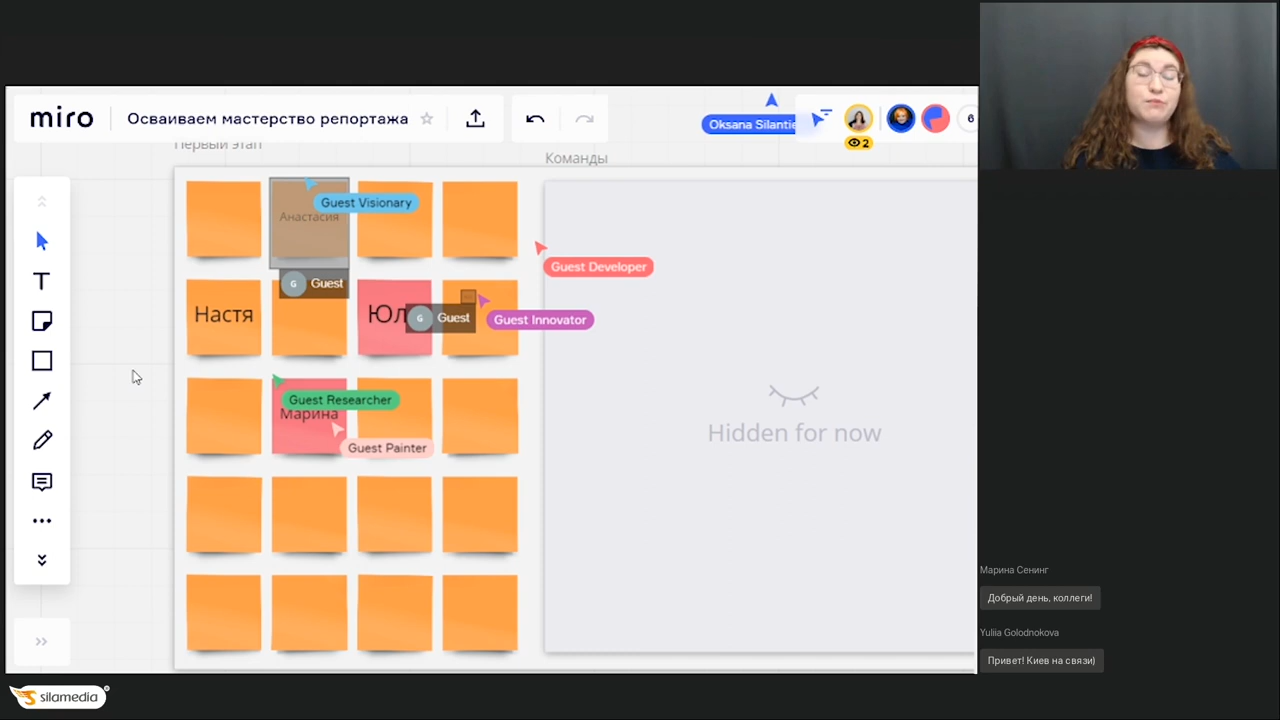 miro
Осваиваем мастерство репортажа
Oksana Silantie
2
6
Первый этап
Команды
Анастасия
Guest Visionary
Guest Developer
G Guest
Настя
Юл
G Guest
Guest Innovator
Guest Researcher
Марина
Guest Painter
Hidden for now
T
Марина Сенинг
Добрый день, коллеги!
Yuliia Golodnokova
Привет! Киев на связи)
silamedia